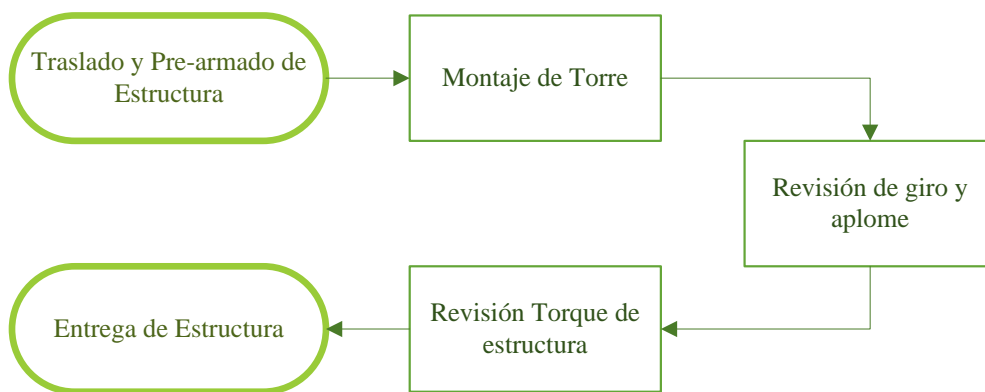 Traslado y Pre-armado de
Estructura
Montaje de Torre
Revisión de giro y
aplome
Revisión Torque de
estructura
Entrega de Estructura